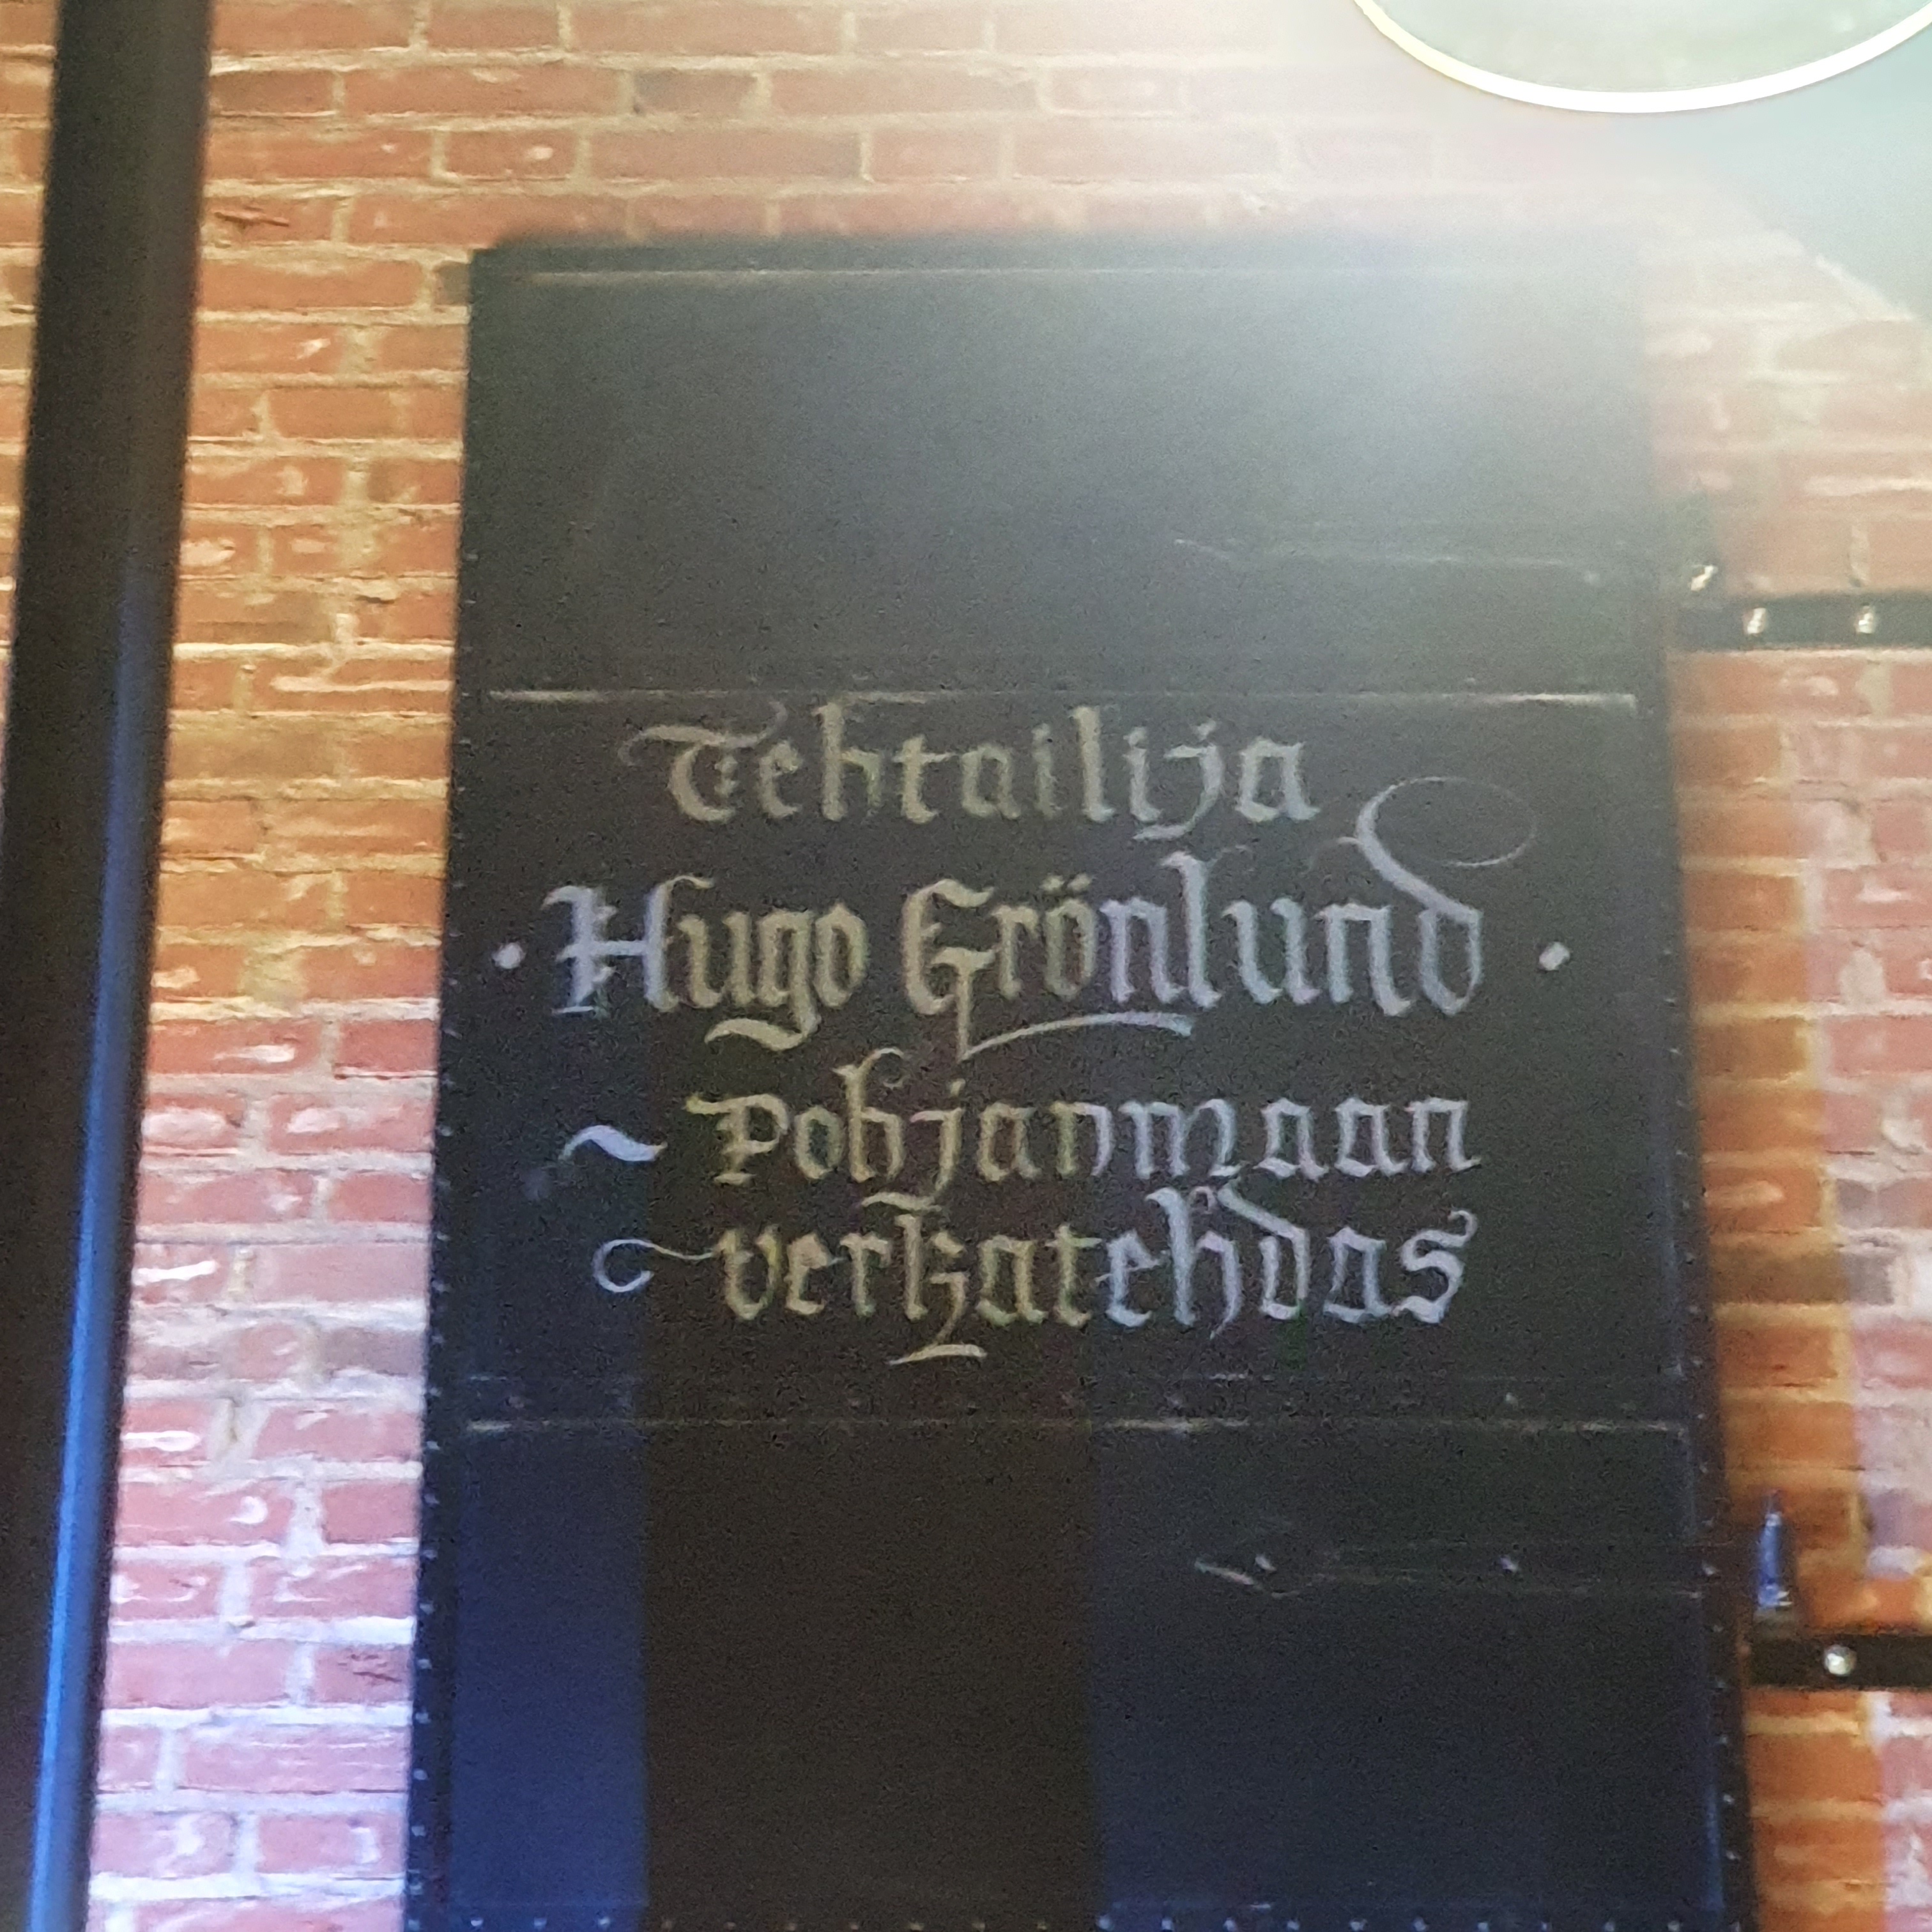 Tehtailija
· Hugo Grönlund ·
~ Pohjanmaan
verkatehdas